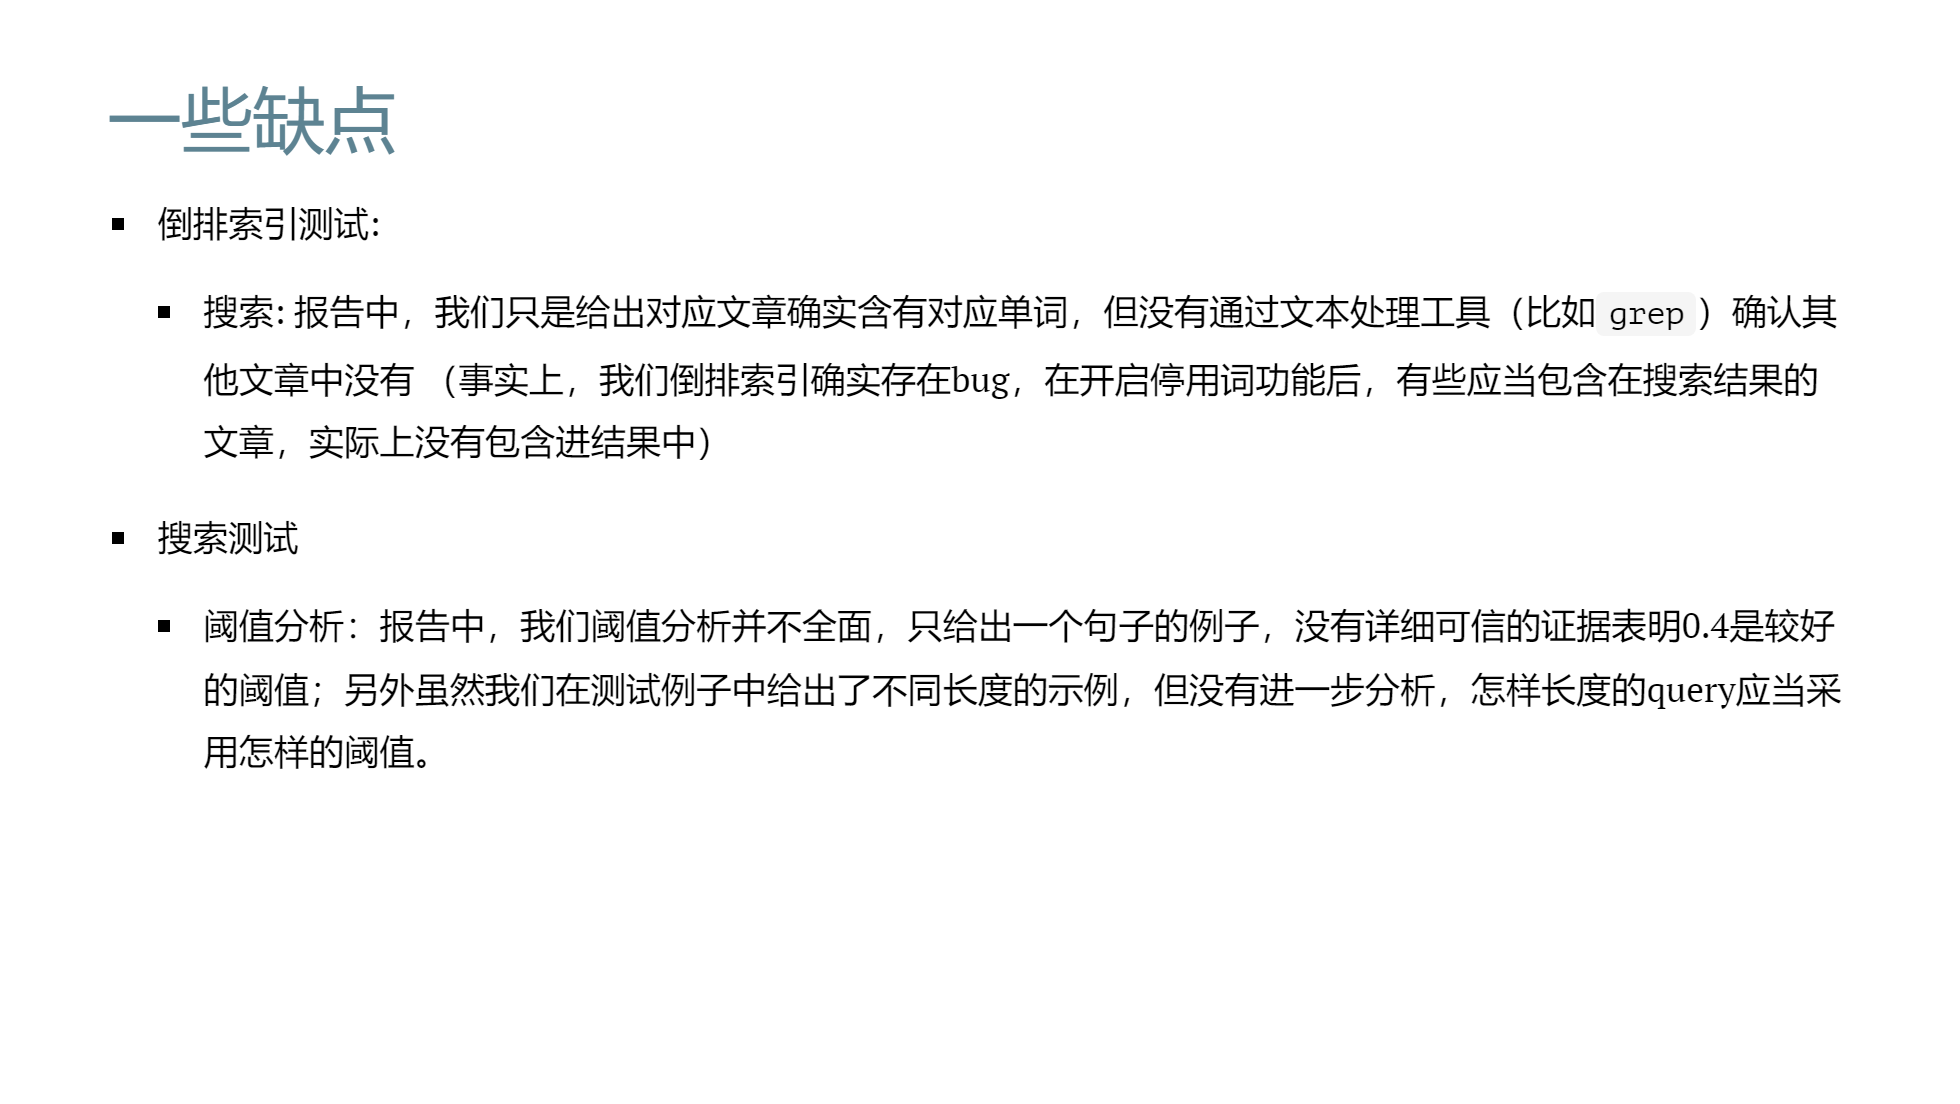 一些缺点
倒排索引测试:
搜索: 报告中，我们只是给出对应文章确实含有对应单词，但没有通过文本处理工具（比如 grep ）确认其
他文章中没有 （事实上，我们倒排索引确实存在bug，在开启停用词功能后，有些应当包含在搜索结果的
文章，实际上没有包含进结果中）
搜索测试
阈值分析：报告中，我们阈值分析并不全面，只给出一个句子的例子，没有详细可信的证据表明0.4是较好
的阈值；另外虽然我们在测试例子中给出了不同长度的示例，但没有进一步分析，怎样长度的query应当采
用怎样的阈值。